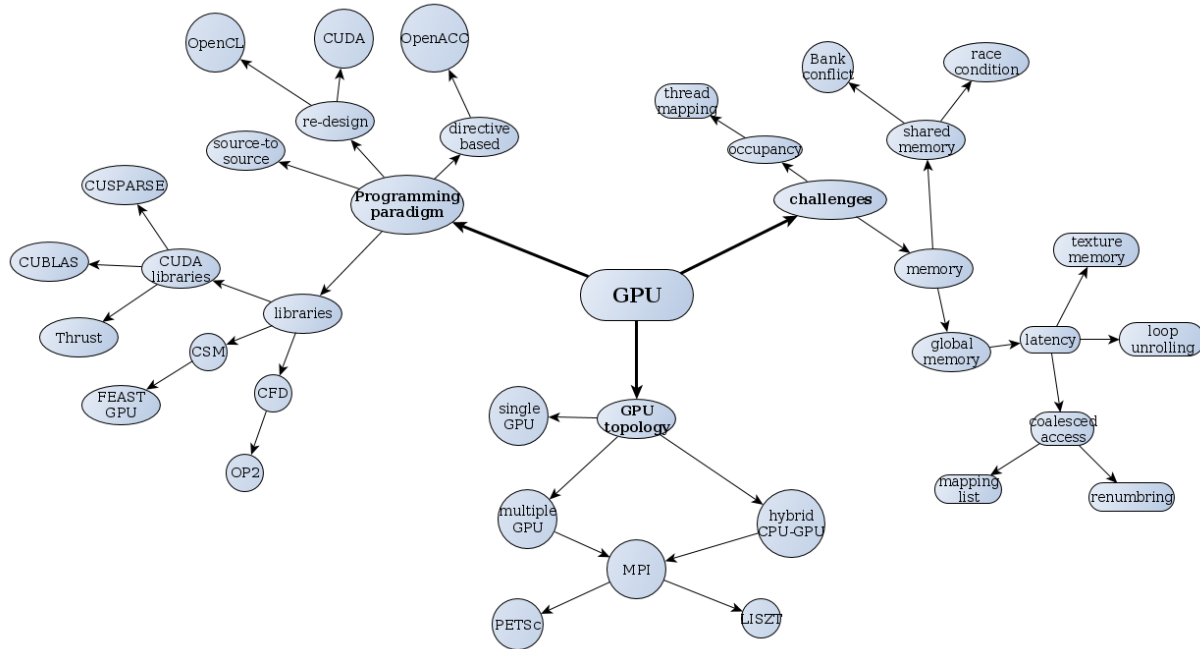 OpenCL
CUDA
OpenACC
re-design
directive
based
source-to
source
Programming
paradigm
CUSPARSE
CUBLAS
CUDA
libraries
Thrust
libraries
CSM
FEAST
GPU
CFD
OP2
GPU
Bank
conflict
race
condition
thread
mapping
shared
memory
occupancy
challenges
memory
texture
memory
global
memory
latency
loop
unrolling
coalesced
access
mapping
list
renumbring
single
GPU
GPU
topology
multiple
GPU
hybrid
CPU-GPU
MPI
PETSc
LISZT